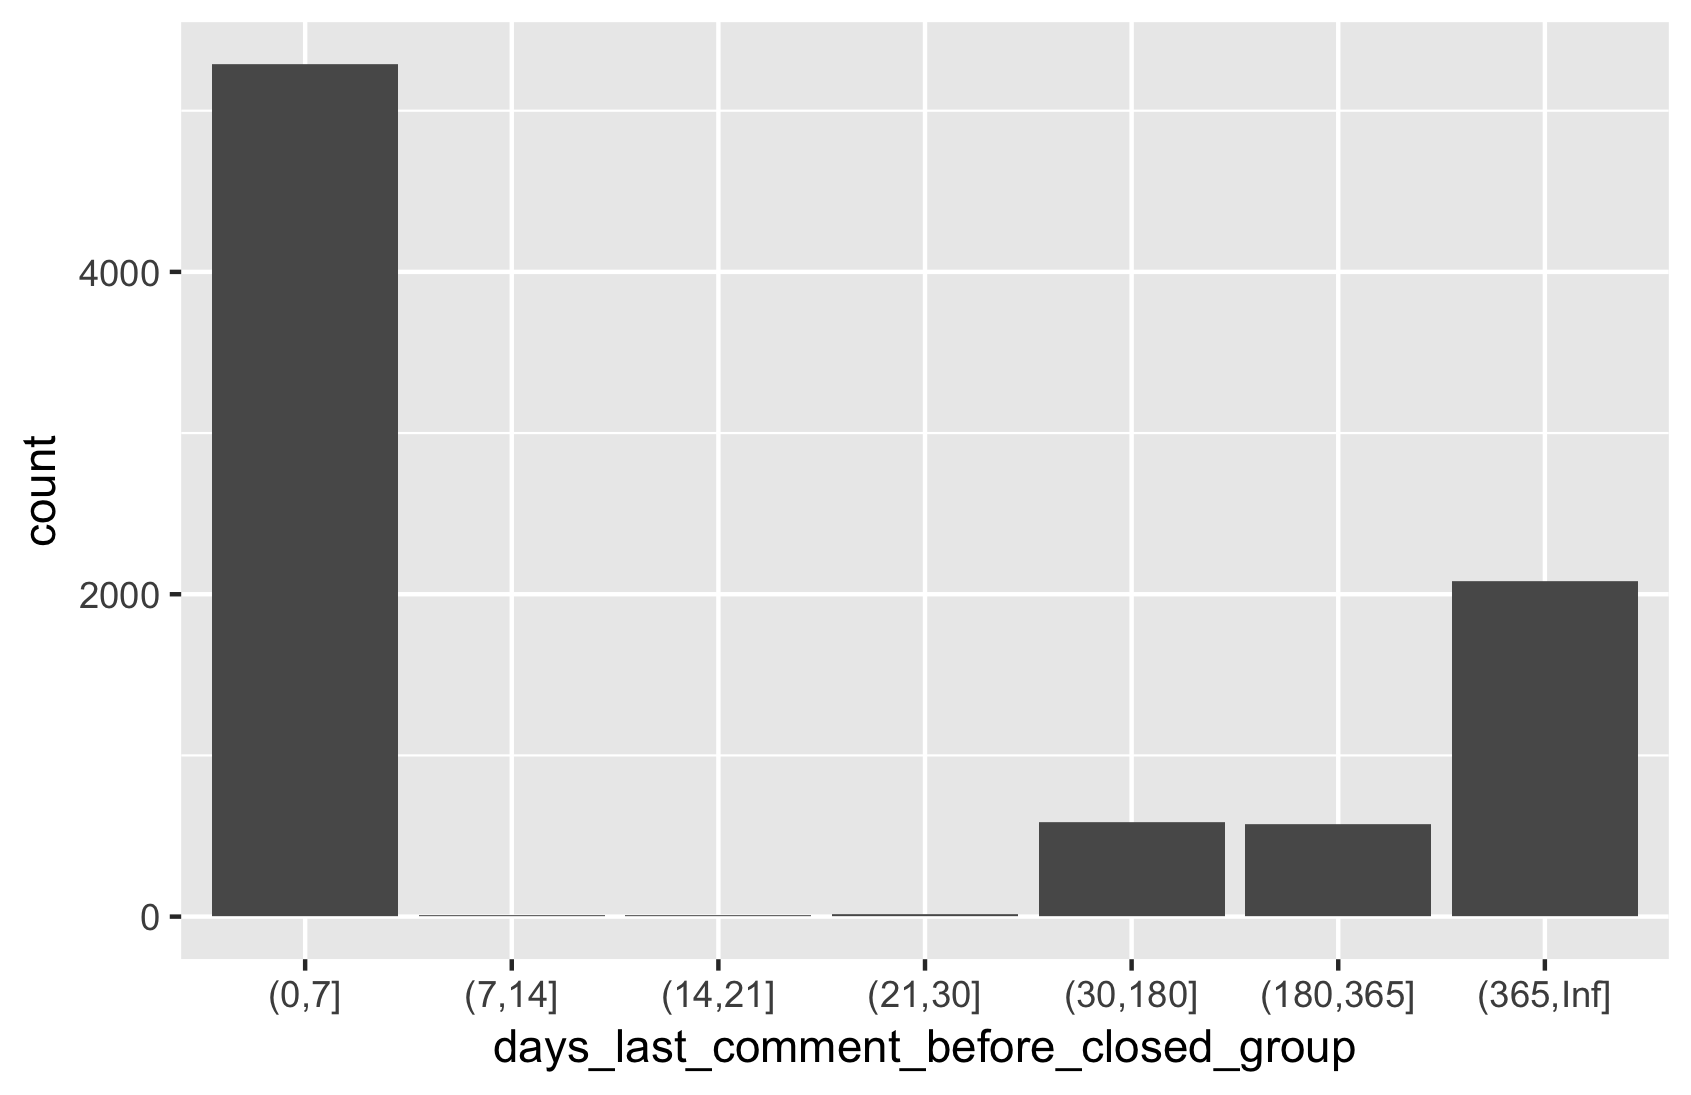 count
4000
2000
0
(0,7] (7,14] (14,21] (21,30] (30,180] (180,365] (365,Inf]
days_last_comment_before_closed_group